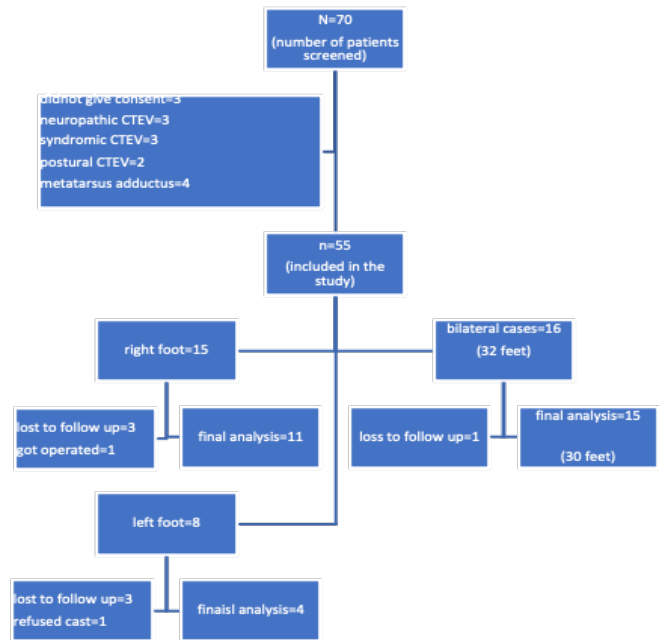 N=70
(number of patients
screened)
didnot give consent=3
neuropathic CTEV=3
syndromic CTEV=3
postural CTEV=2
metatarsus adductus=4
n=55
(included in the
study)
right foot=15
bilateral cases=16
(32 feet)
lost to follow up=3
got operated=1
final analysis=11
loss to follow up=1
final analysis=15
(30 feet)
left foot=8
lost to follow up=3
refused cast=1
finaisl analysis=4